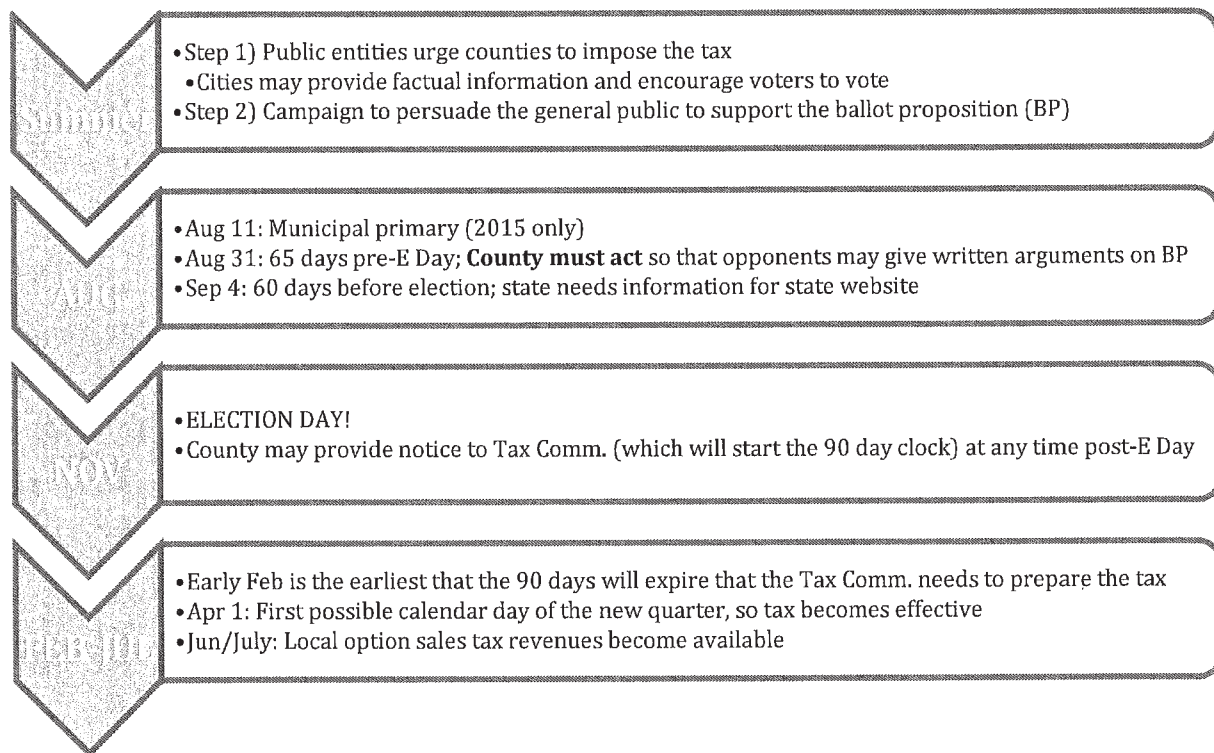 Summer
•Step 1) Public entities urge counties to impose the tax
•Cities may provide factual information and encourage voters to vote
•Step 2) Campaign to persuade the general public to support the ballot proposition (BP)
AUG
•Aug 11: Municipal primary (2015 only)
•Aug 31: 65 days pre-E Day; County must act so that opponents may give written arguments on BP
•Sep 4: 60 days before election; state needs information for state website
NOV
•ELECTION DAY!
•County may provide notice to Tax Comm. (which will start the 90 day clock) at any time post-E Day
FEB-JUL
•Early Feb is the earliest that the 90 days will expire that the Tax Comm. needs to prepare the tax
•Apr 1: First possible calendar day of the new quarter, so tax becomes effective
•Jun/July: Local option sales tax revenues become available